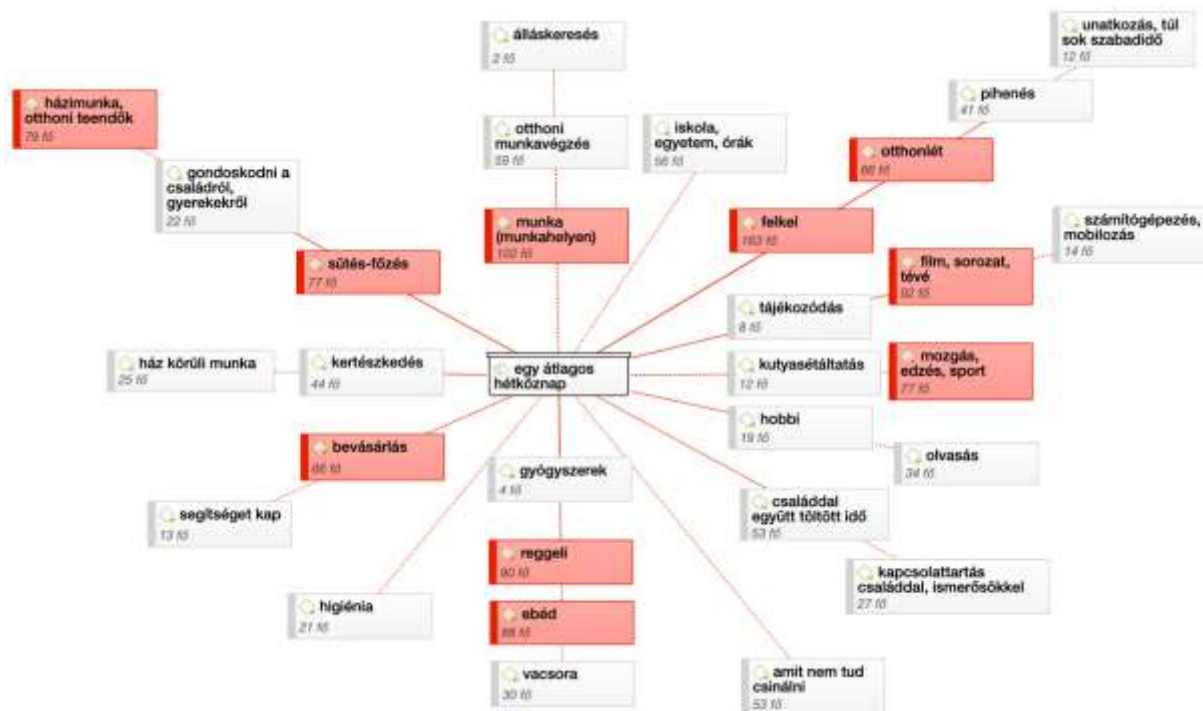 álláskeresés
2 fő
unatkozás, túl
sok szabadidő
12 fő
házimunka,
otthoni teendők
79 fő
pihenés
41 fő
otthoni
munkavégzés
59 fő
iskola,
egyetem, órák
56 fő
otthonlét
gondoskodni a
családról,
gyerekekről
22 fő
munka
(munkahelyen)
102 fő
felkel
163 fő
számítógépezés,
mobilozás
14 fő
sütés-főzés
77 fő
film, sorozat,
tévé
92 fő
tájékozódás
8 fő
ház körüli munka
25 fő
kertészkedés
44 fő
egy átlagos
hétköznap
kutyasétáltatás
12 fő
mozgás,
edzés, sport
77 fő
hobbi
19 fő
bevásárlás
olvasás
34 fő
gyógyszerek
4 fő
segítséget kap
13 fő
családdal
együtt töltött idő
53 fő
reggeli
90 fő
kapcsolattartás
családdal, ismerősökkel
27 fő
higiénia
21 fő
ebéd
vacsora
30 fő
amit nem tud
csinálni
53 fő